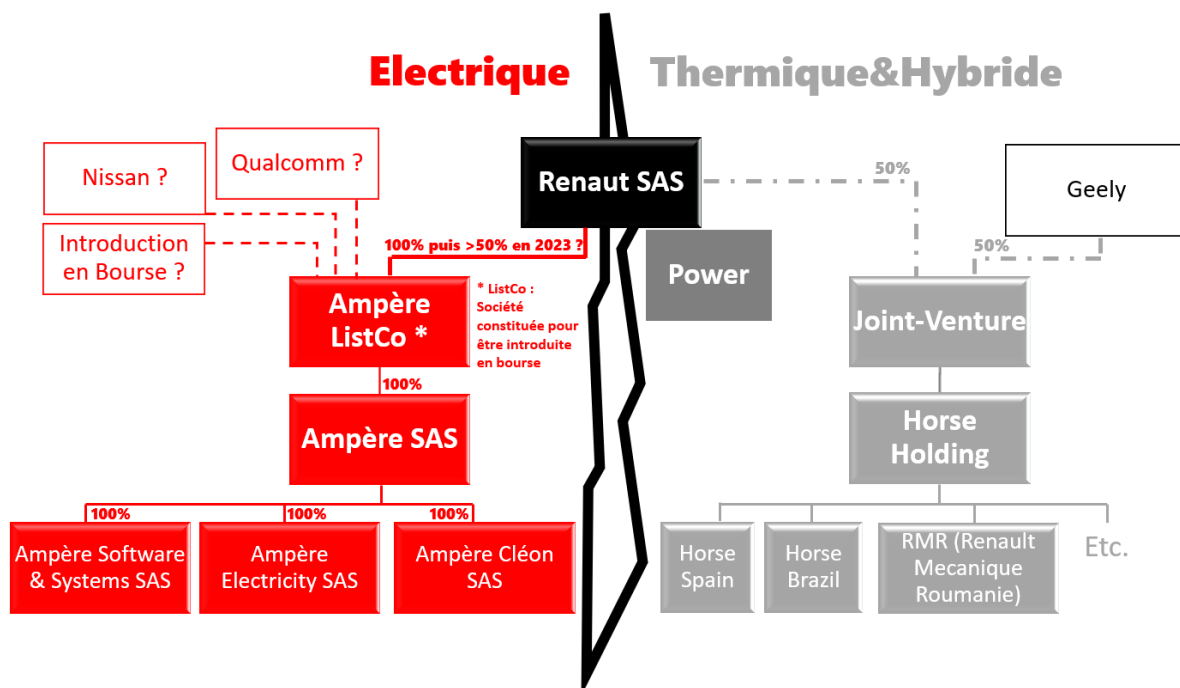 Electrique
Thermique&Hybride
Nissan ?
Qualcomm ?
Introduction
en Bourse ?
Renaut SAS
50%
Geely
50%
100% puis >50% en 2023 ?
Power
Ampère
ListCo *
* ListCo :
Société
constituée pour
être introduite
en bourse
Joint-Venture
100%
Ampère SAS
Horse
Holding
100%
100%
100%
Ampère Software
& Systems SAS
Ampère
Electricity SAS
Ampère Cléon
SAS
Horse
Spain
Horse
Brazil
RMR (Renault
Mecanique
Roumanie)
Etc.